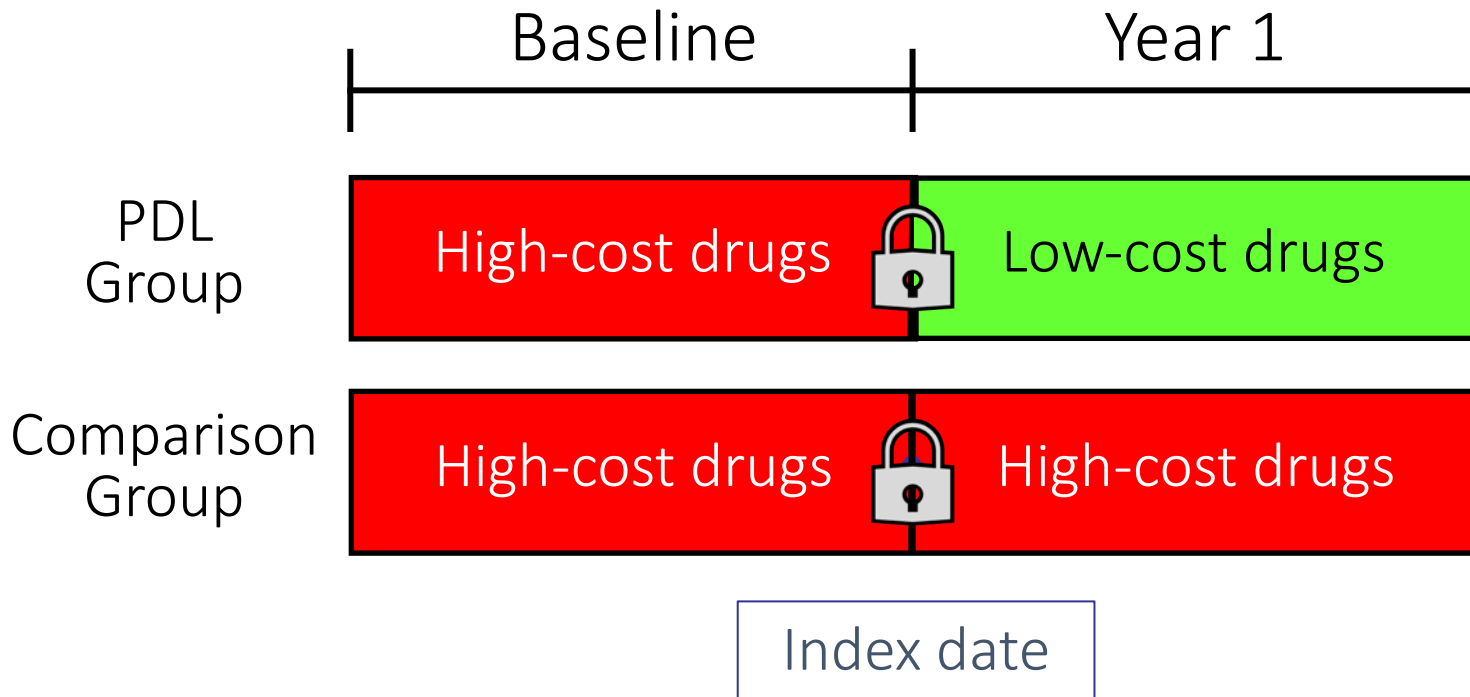 Baseline
Year 1
PDL
Group
High-cost drugs
Low-cost drugs
Comparison
Group
High-cost drugs
High-cost drugs
Index date